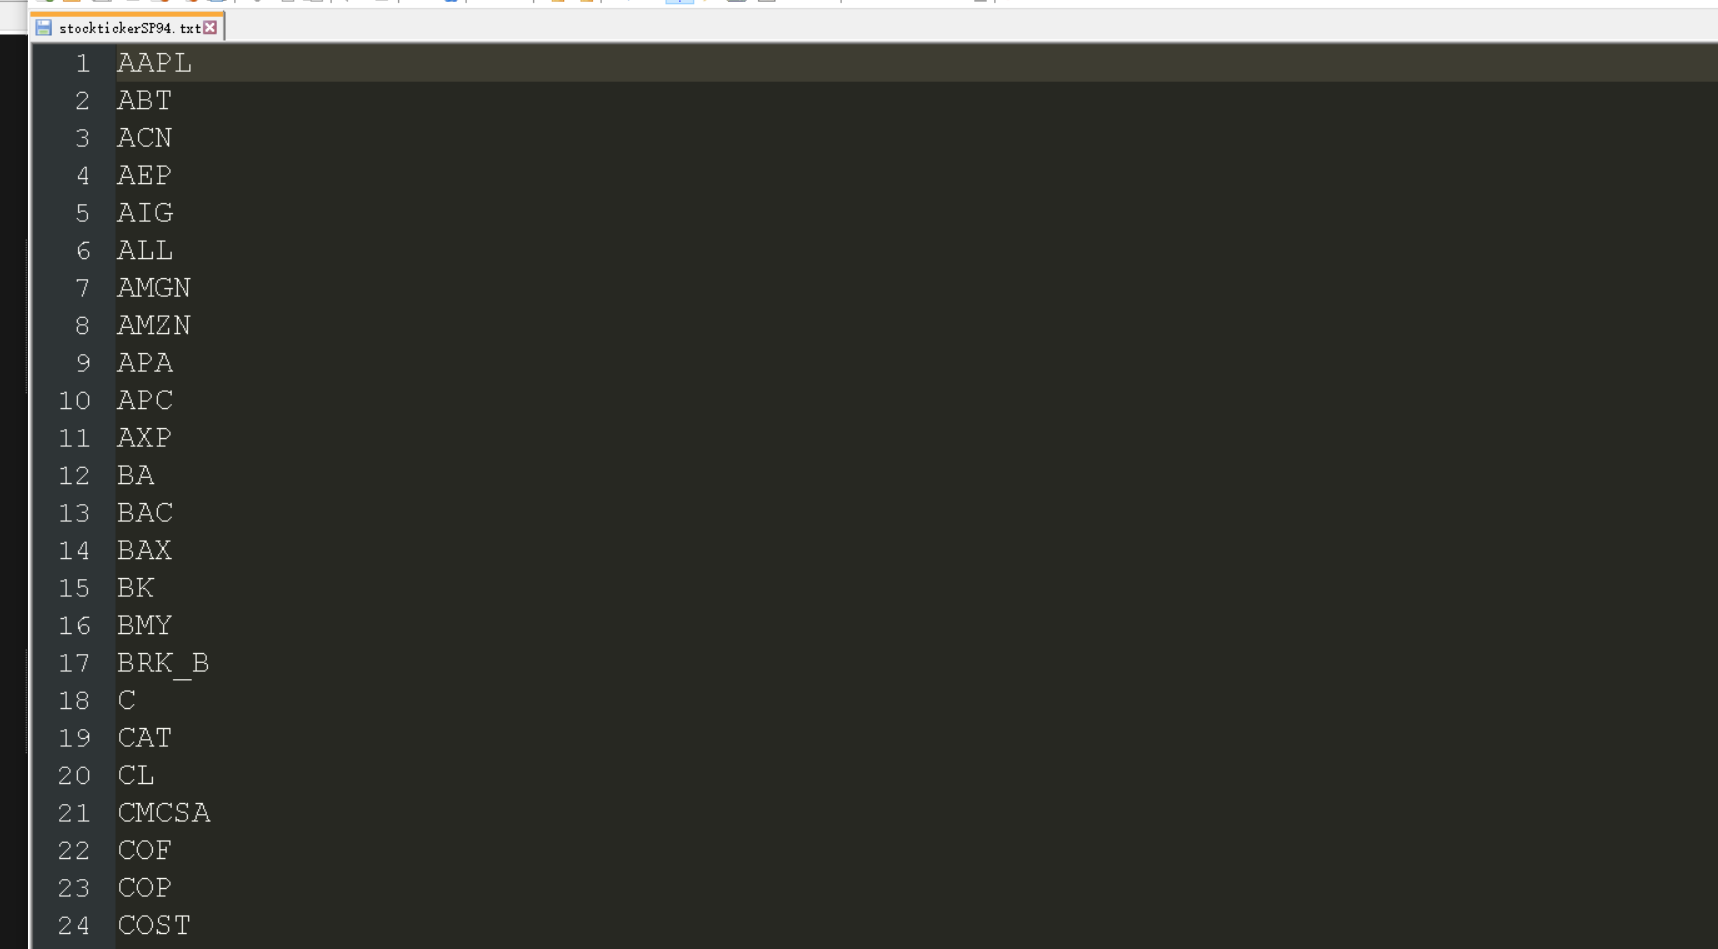 stocktickerSP94.txt
1 AAPL
2 ABT
3 ACN
4 AEP
5 AIG
6 ALL
7 AMGN
8 AMZN
9 APA
10 APC
11 AXP
12 BA
13 BAC
14 BAX
15 BK
16 BMY
17 BRK_B
18 C
19 CAT
20 CL
21 CMCSA
22 COF
23 COP
24 COST